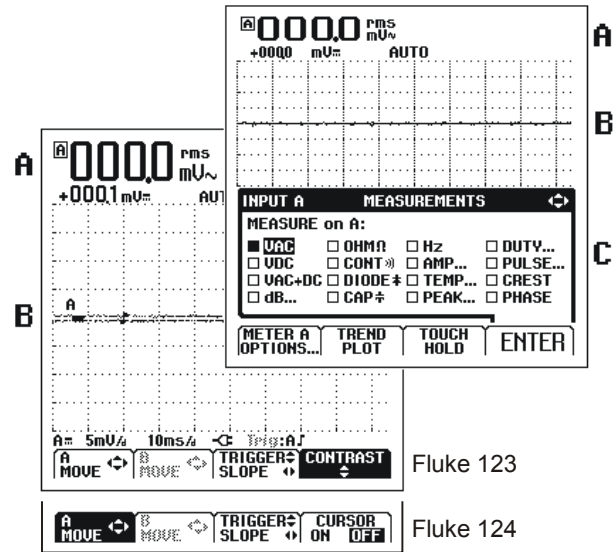 A 000.0 rms mV~
+000.0 mV⎓ AUTO
A
B
INPUT A MEASUREMENTS
MEASURE on A:
■ VAC □ OHMΩ □ Hz □ DUTY...
□ VDC □ CONT □ AMP... □ PULSE...
□ VAC+DC □ DIODE □ TEMP... □ CREST
□ dB... □ CAP □ PEAK... □ PHASE
C
METER A OPTIONS... TREND PLOT TOUCH HOLD ENTER
A
A 000.0 rms mV~
+000.1 mV⎓ AUT
B
A
A⎓ 5mV/d 10ms/d Trig:A
A MOVE B MOVE TRIGGER SLOPE CONTRAST
Fluke 123
A MOVE B MOVE TRIGGER SLOPE CURSOR ON OFF
Fluke 124